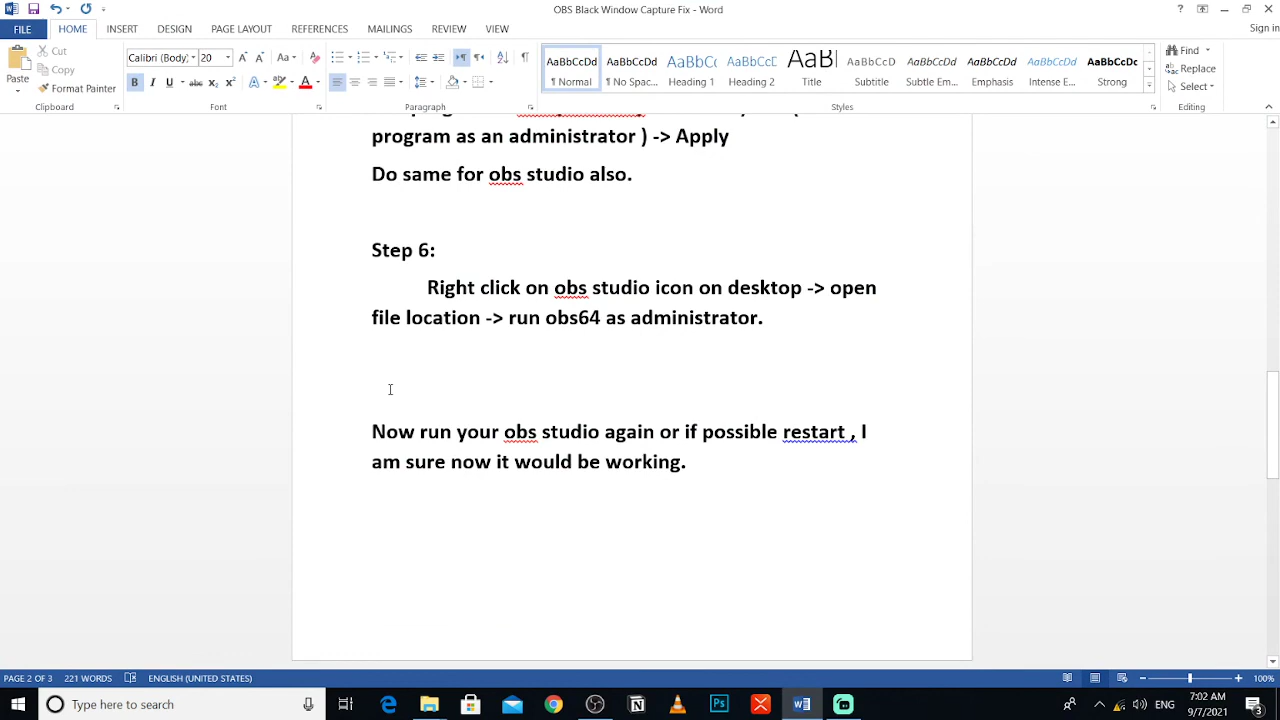 OBS Black Window Capture Fix - Word
Sign in
FILE HOME INSERT DESIGN PAGE LAYOUT REFERENCES MAILINGS REVIEW VIEW
Paste
Cut
Copy
Format Painter
Calibri (Body) 20
AaBbCcDd AaBbCcDd AaBbCc AaBbCcD AaB AaBbCcDd AaBbCcDd AaBbCcDd AaBbCcDd AaBbCcDc
¶ Normal ¶ No Spac... Heading 1 Heading 2 Title Subtitle Subtle Em... Emphasis Intense E... Strong
Find
Replace
Select
Clipboard Font Paragraph Styles Editing
program as an administrator ) -> Apply
Do same for obs studio also.
Step 6:
Right click on obs studio icon on desktop -> open
file location -> run obs64 as administrator.
Now run your obs studio again or if possible restart , I
am sure now it would be working.
PAGE 2 OF 3 221 WORDS ENGLISH (UNITED STATES) 100%
Type here to search
7:02 AM
9/7/2021